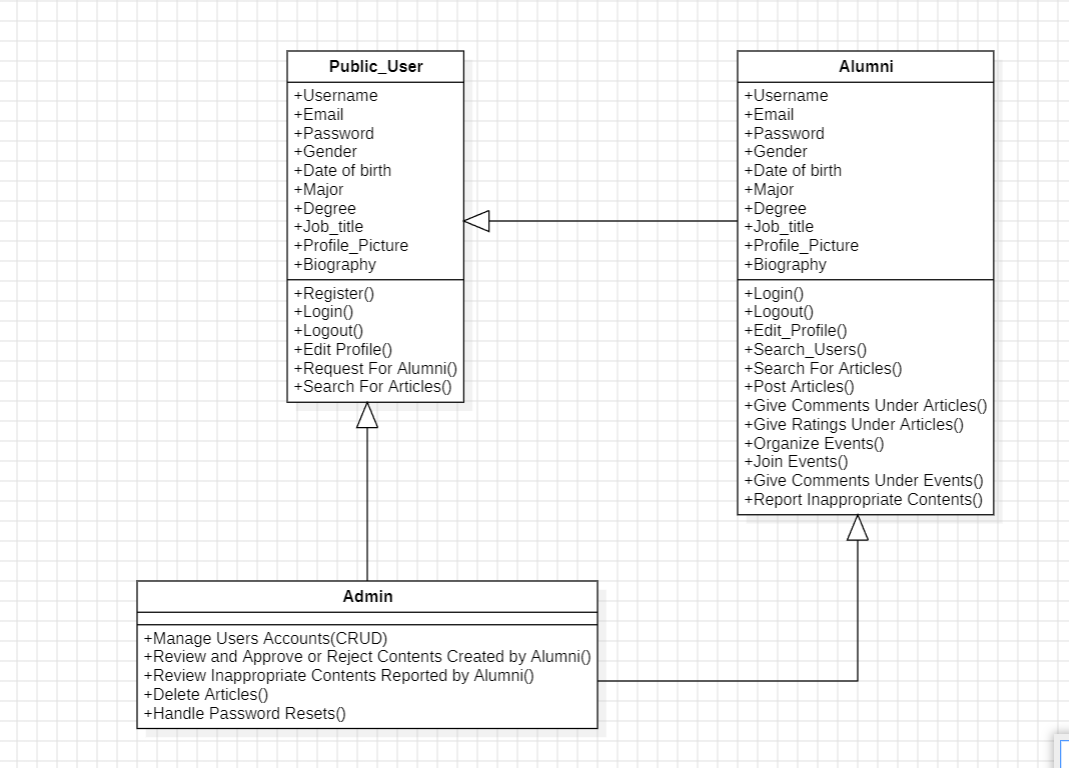 Public_User
+Username
+Email
+Password
+Gender
+Date of birth
+Major
+Degree
+Job_title
+Profile_Picture
+Biography
+Register()
+Login()
+Logout()
+Edit Profile()
+Request For Alumni()
+Search For Articles()
Alumni
+Username
+Email
+Password
+Gender
+Date of birth
+Major
+Degree
+Job_title
+Profile_Picture
+Biography
+Login()
+Logout()
+Edit_Profile()
+Search_Users()
+Search For Articles()
+Post Articles()
+Give Comments Under Articles()
+Give Ratings Under Articles()
+Organize Events()
+Join Events()
+Give Comments Under Events()
+Report Inappropriate Contents()
Admin
+Manage Users Accounts(CRUD)
+Review and Approve or Reject Contents Created by Alumni()
+Review Inappropriate Contents Reported by Alumni()
+Delete Articles()
+Handle Password Resets()